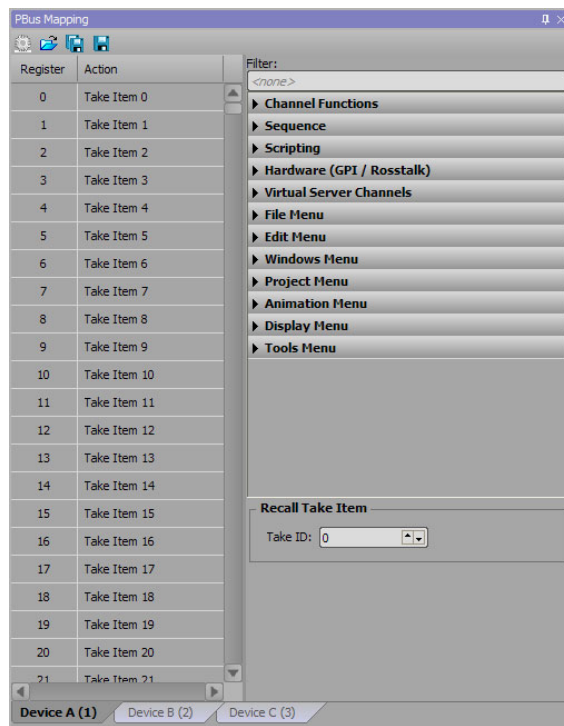 PBus Mapping
Register Action
0 Take Item 0
1 Take Item 1
2 Take Item 2
3 Take Item 3
4 Take Item 4
5 Take Item 5
6 Take Item 6
7 Take Item 7
8 Take Item 8
9 Take Item 9
10 Take Item 10
11 Take Item 11
12 Take Item 12
13 Take Item 13
14 Take Item 14
15 Take Item 15
16 Take Item 16
17 Take Item 17
18 Take Item 18
19 Take Item 19
20 Take Item 20
21 Take Item 21
Filter:
<none>
Channel Functions
Sequence
Scripting
Hardware (GPI / Rosstalk)
Virtual Server Channels
File Menu
Edit Menu
Windows Menu
Project Menu
Animation Menu
Display Menu
Tools Menu
Recall Take Item
Take ID: 0
Device A (1) Device B (2) Device C (3)